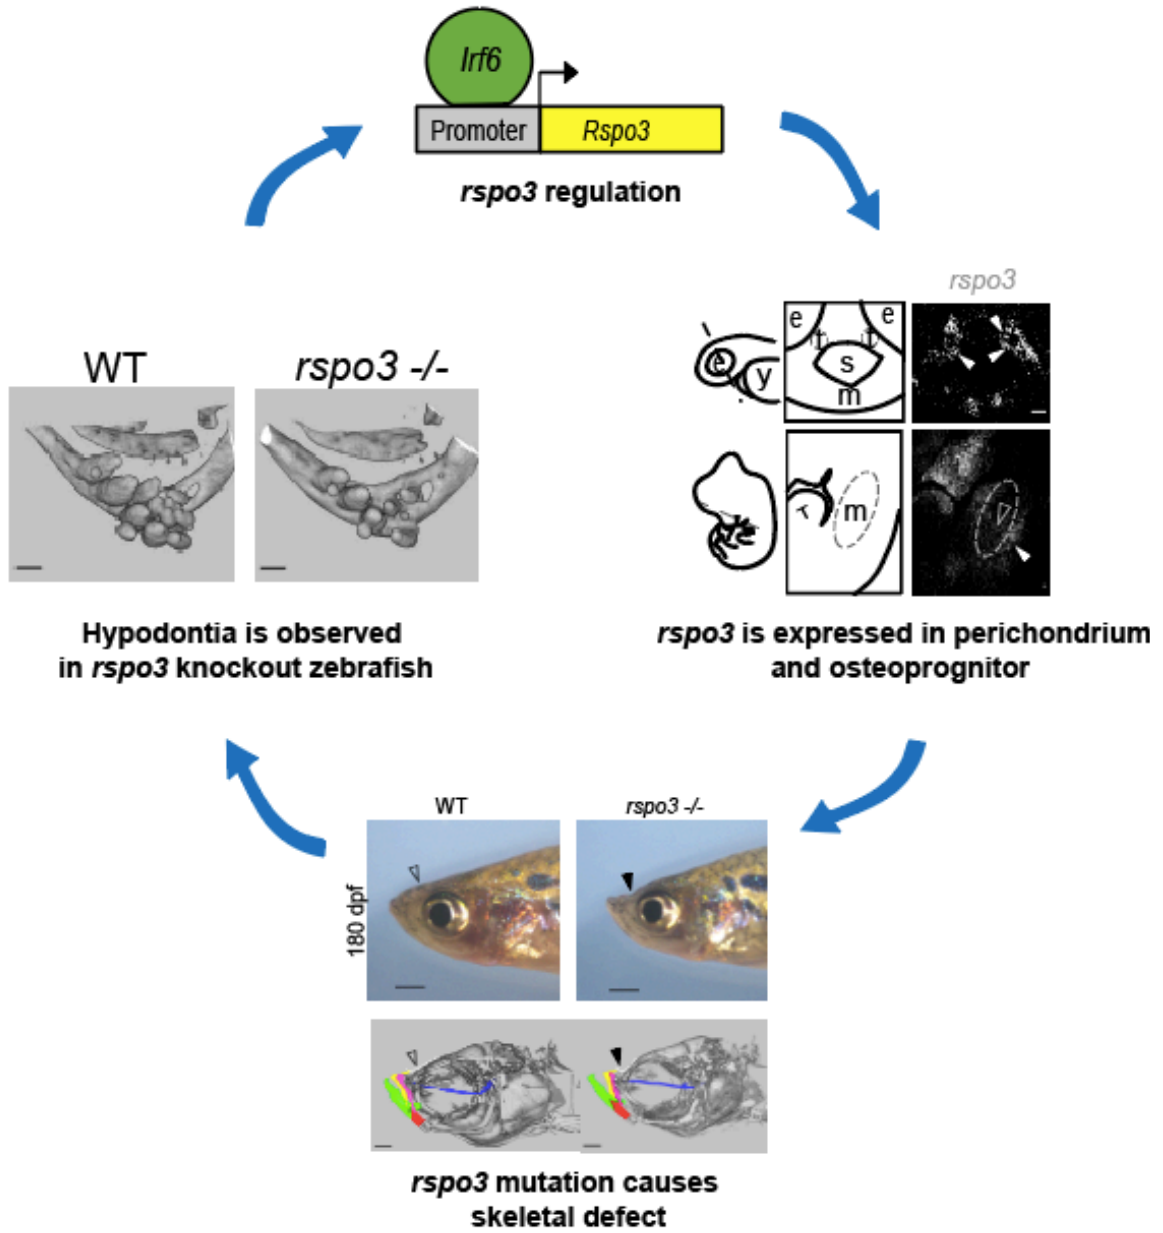 Irf6
Promoter
Rspo3
rspo3 regulation
rspo3
e
e
t
t
s
m
e
y
m
T
rspo3 is expressed in perichondrium
and osteoprognitor
WT
rspo3 -/-
Hypodontia is observed
in rspo3 knockout zebrafish
WT
rspo3 -/-
180 dpf
rspo3 mutation causes
skeletal defect